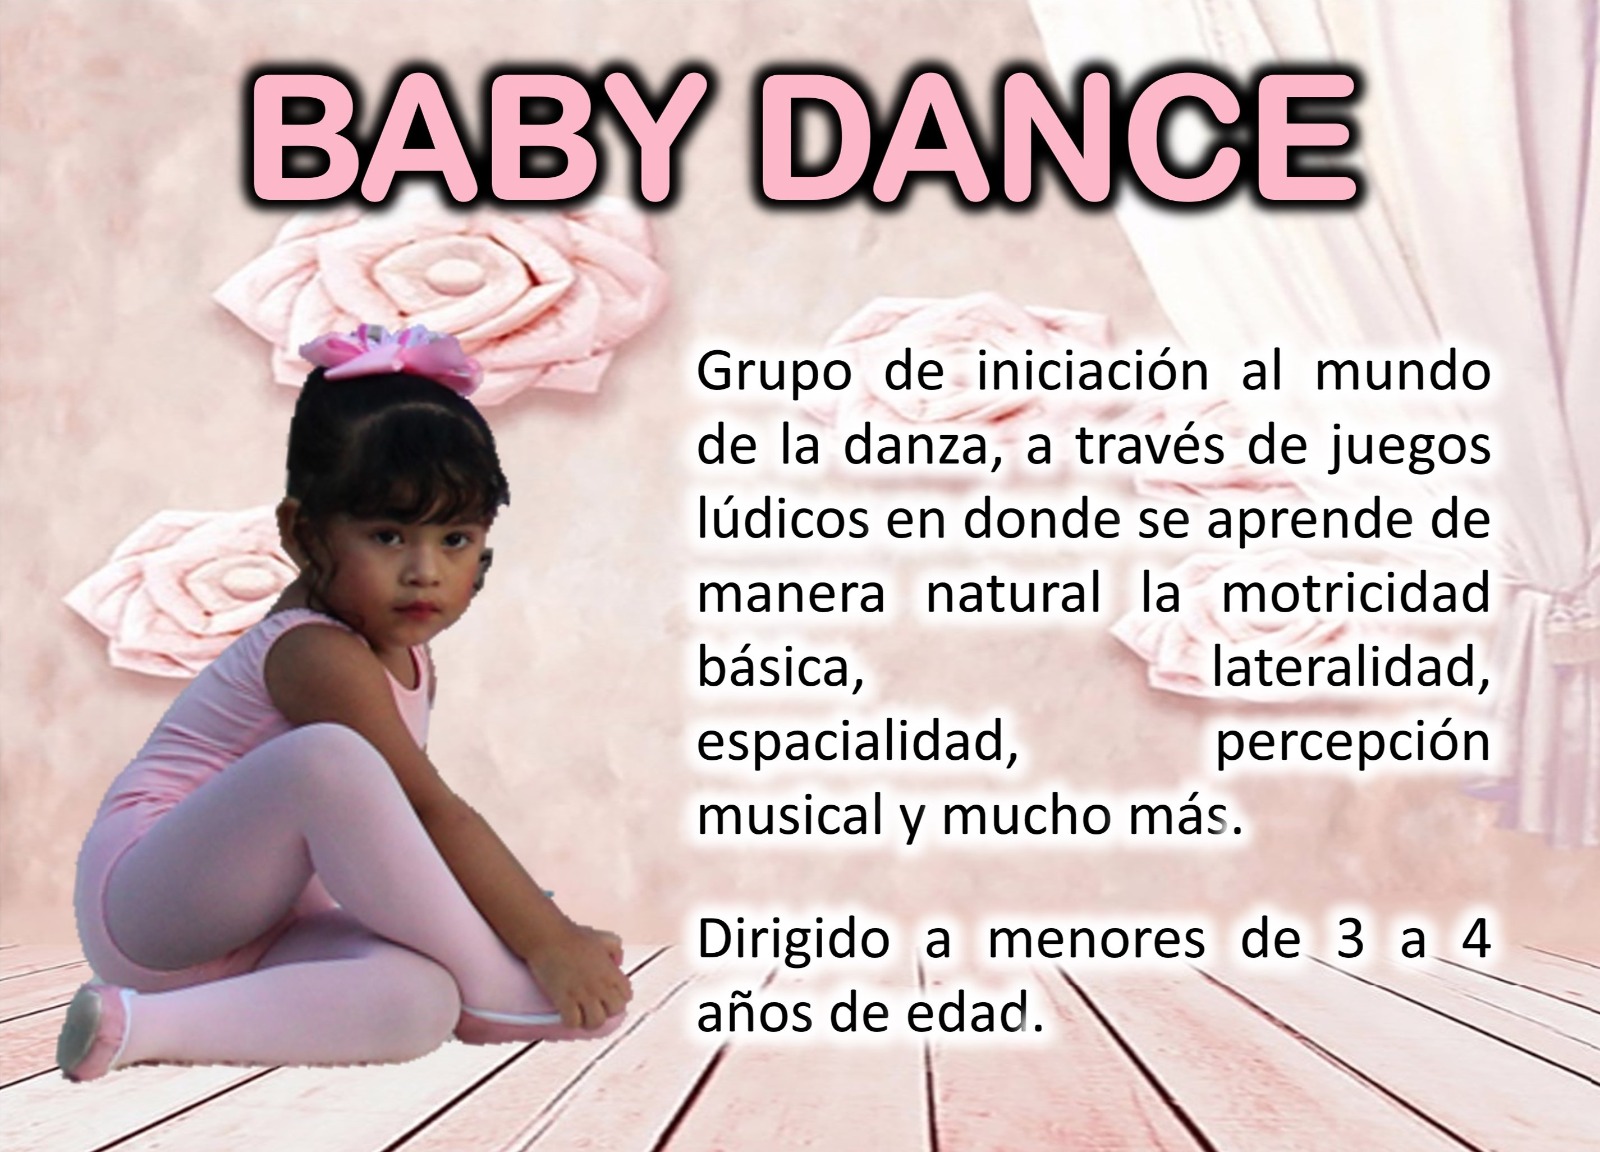 BABY DANCE
Grupo de iniciación al mundo
de la danza, a través de juegos
lúdicos en donde se aprende de
manera natural la motricidad
básica, lateralidad,
espacialidad, percepción
musical y mucho más.
Dirigido a menores de 3 a 4
años de edad.